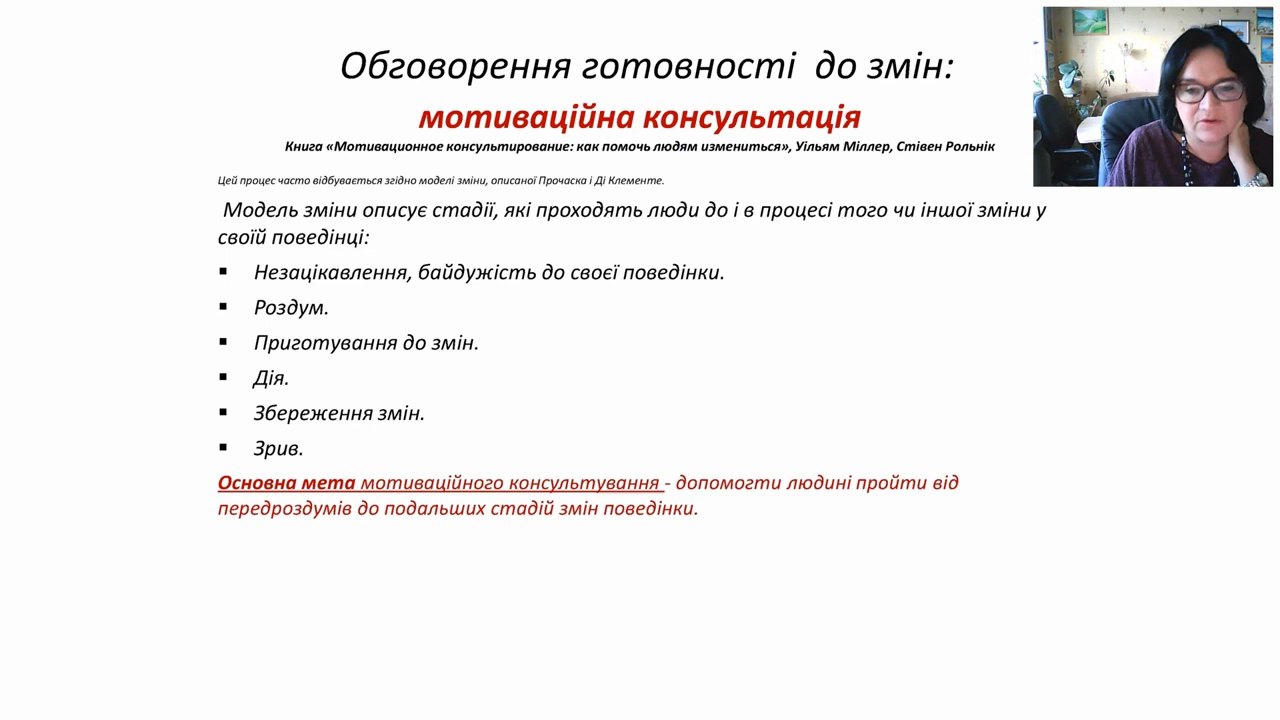 Обговорення готовності до змін:
мотиваційна консультація
Книга «Мотивационное консультирование: как помочь людям измениться», Уільям Міллер, Стівен Рольнік
Цей процес часто відбувається згідно моделі зміни, описаної Прочаска і Ді Клементе.
Модель зміни описує стадії, які проходять люди до і в процесі того чи іншої зміни у
своїй поведінці:
▪ Незацікавлення, байдужість до своєї поведінки.
▪ Роздум.
▪ Приготування до змін.
▪ Дія.
▪ Збереження змін.
▪ Зрив.
Основна мета мотиваційного консультування - допомогти людині пройти від
передроздумів до подальших стадій змін поведінки.